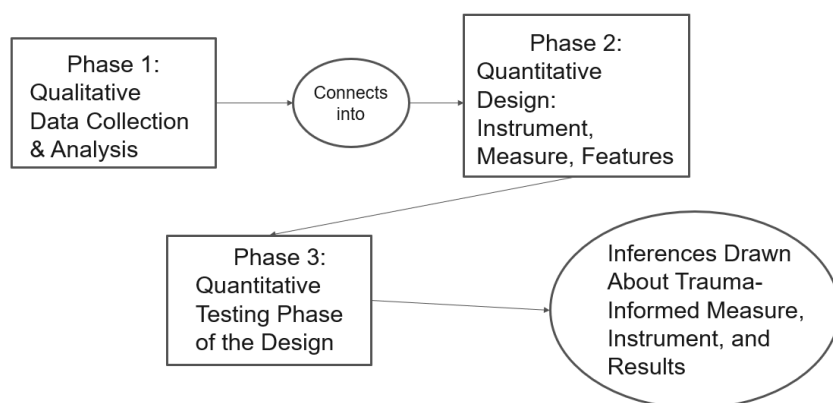 Phase 1:
Qualitative
Data Collection
& Analysis
Connects
into
Phase 2:
Quantitative
Design:
Instrument,
Measure, Features
Phase 3:
Quantitative
Testing Phase
of the Design
Inferences Drawn
About Trauma-
Informed Measure,
Instrument, and
Results